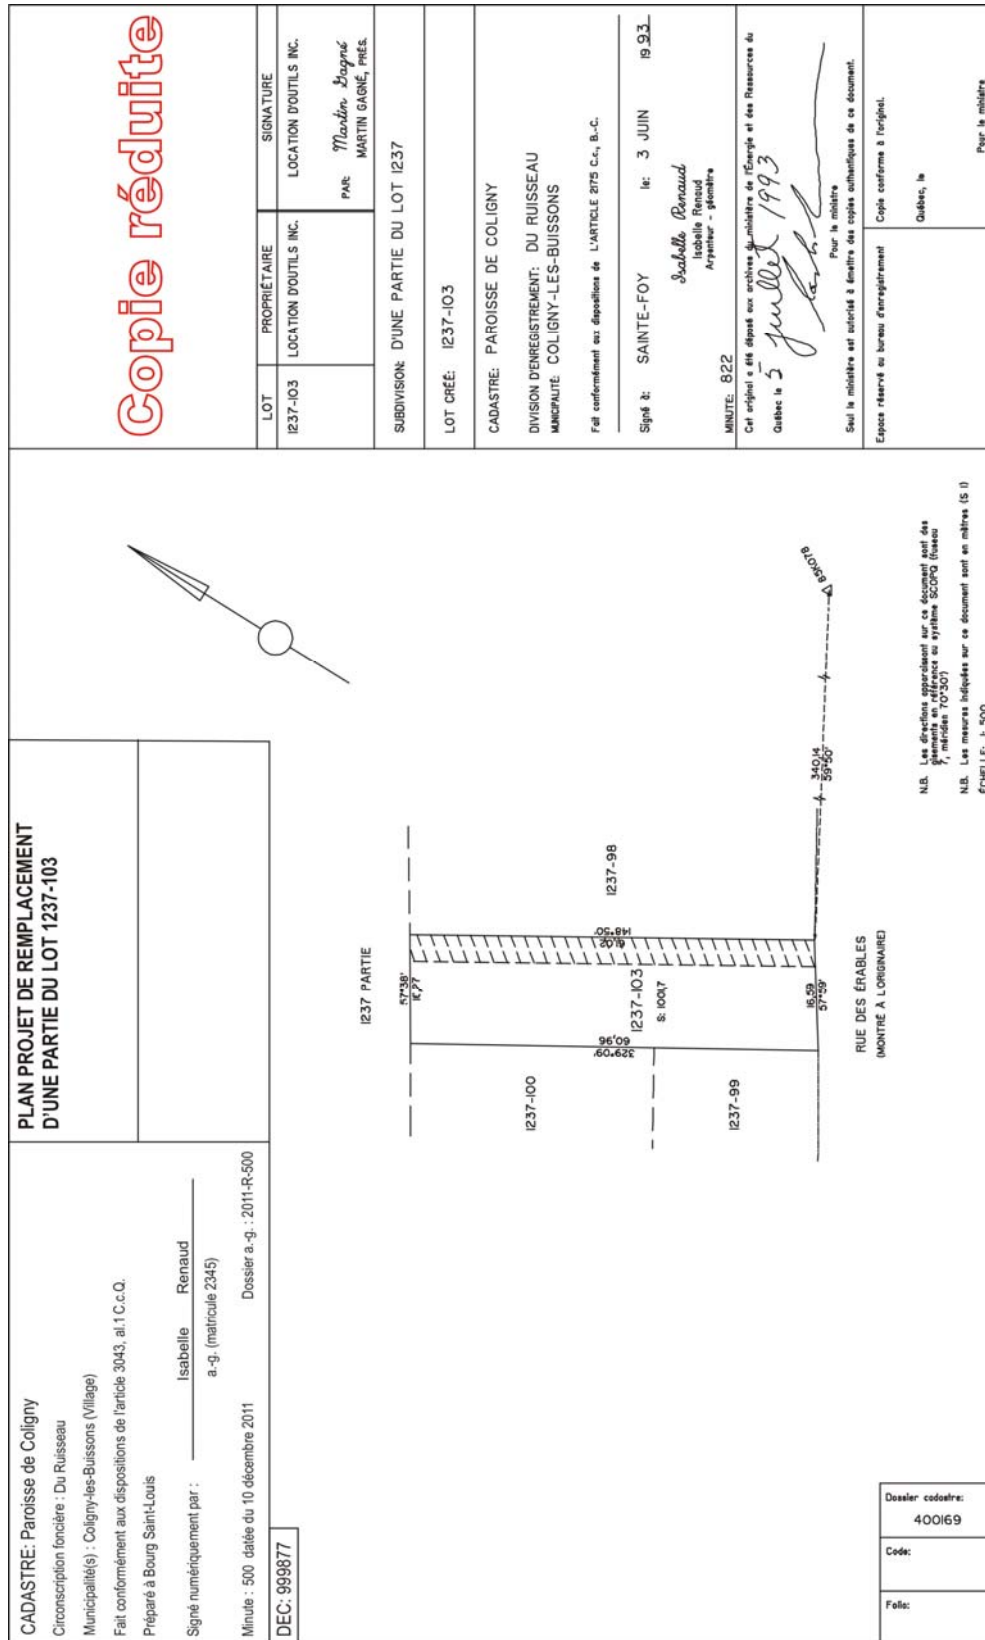 CADASTRE: Paroisse de Coligny
Circonscription foncière : Du Ruisseau
Municipalité(s) : Coligny-les-Buissons (Village)
Fait conformément aux dispositions de l'article 3043, al.1 C.c.Q.
Préparé à Bourg Saint-Louis
Signé numériquement par : Isabelle Renaud
a.-g. (matricule 2345)
Minute : 500 datée du 10 décembre 2011 Dossier a.-g. : 2011-R-500
DEC: 999877
PLAN PROJET DE REMPLACEMENT
D'UNE PARTIE DU LOT 1237-103
Copie réduite
LOT PROPRIÉTAIRE SIGNATURE
1237-103 LOCATION D'OUTILS INC. LOCATION D'OUTILS INC.
PAR: Martin Gagné
MARTIN GAGNÉ, PRÉS.
SUBDIVISION: D'UNE PARTIE DU LOT 1237
LOT CRÉÉ: 1237-103
CADASTRE: PAROISSE DE COLIGNY
DIVISION D'ENREGISTREMENT: DU RUISSEAU
MUNICIPALITÉ: COLIGNY-LES-BUISSONS
Fait conformément aux dispositions de L'ARTICLE 2175 C.c., B.-C.
Signé à: SAINTE-FOY le: 3 JUIN 1993
Isabelle Renaud
Isabelle Renaud
Arpenteur - géomètre
MINUTE: 822
Cet original a été déposé aux archives du ministère de l'Énergie et des Ressources du
Québec le 5 juillet 1993
Pour le ministre
Seul le ministère est autorisé à émettre des copies authentiques de ce document.
Espace réservé au bureau d'enregistrement
Copie conforme à l'original.
Québec, le
Pour le ministre
1237 PARTIE
57°38'
148°50'
61,02
1237-98
1237-103
S: 1001,7
329°09'
60,96
1237-100
1237-99
16,59
57°59'
340,14
59°50'
85K078
RUE DES ÉRABLES
(MONTRÉ À L'ORIGINAIRE)
N.B. Les directions apparaissant sur ce document sont des
gisements en référence au système SCOPQ (fuseau
7, méridien 70°30')
N.B. Les mesures indiquées sur ce document sont en mètres (S I)
ÉCHELLE: 1: 500
Dossier cadastre:
400169
Code:
Folio: